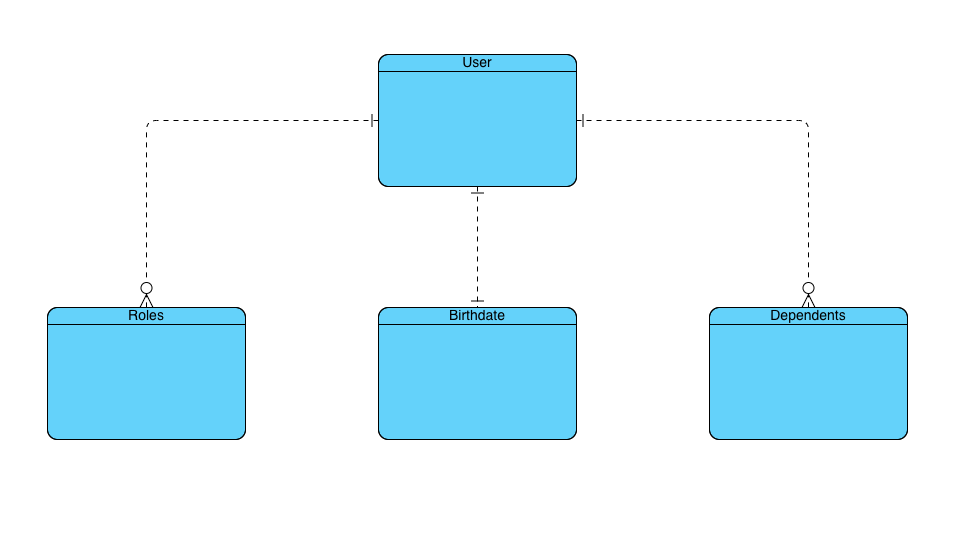 User
Roles
Birthdate
Dependents